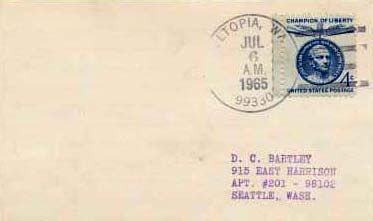 ELTOPIA, WA
JUL
6
A.M.
1965
99330
CHAMPION OF LIBERTY
4¢
UNITED STATES POSTAGE
D. C. BARTLEY
915 EAST HARRISON
APT. #201 - 98102
SEATTLE, WASH.